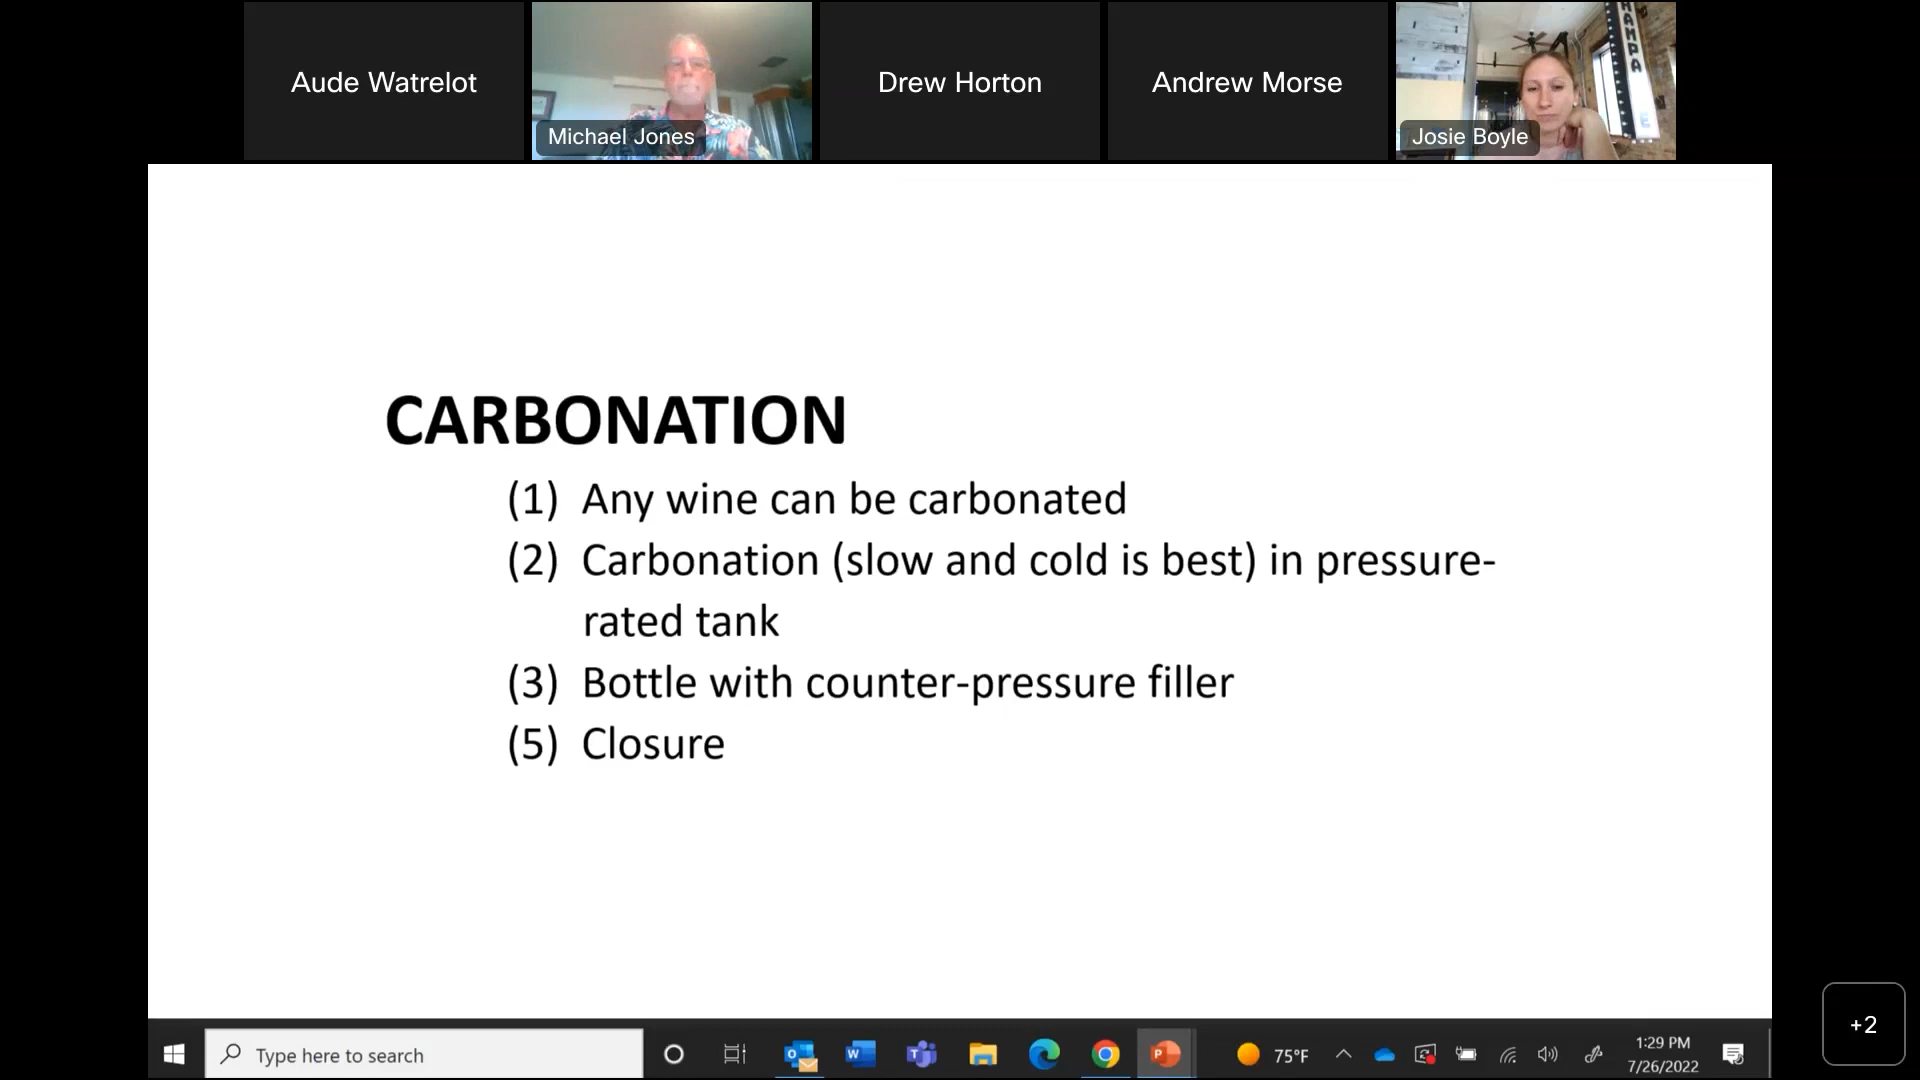 Aude Watrelot
Michael Jones
Drew Horton
Andrew Morse
Josie Boyle
HAMPA
E
CARBONATION
(1) Any wine can be carbonated
(2) Carbonation (slow and cold is best) in pressure-
rated tank
(3) Bottle with counter-pressure filler
(5) Closure
+2
Type here to search
75°F
1:29 PM
7/26/2022